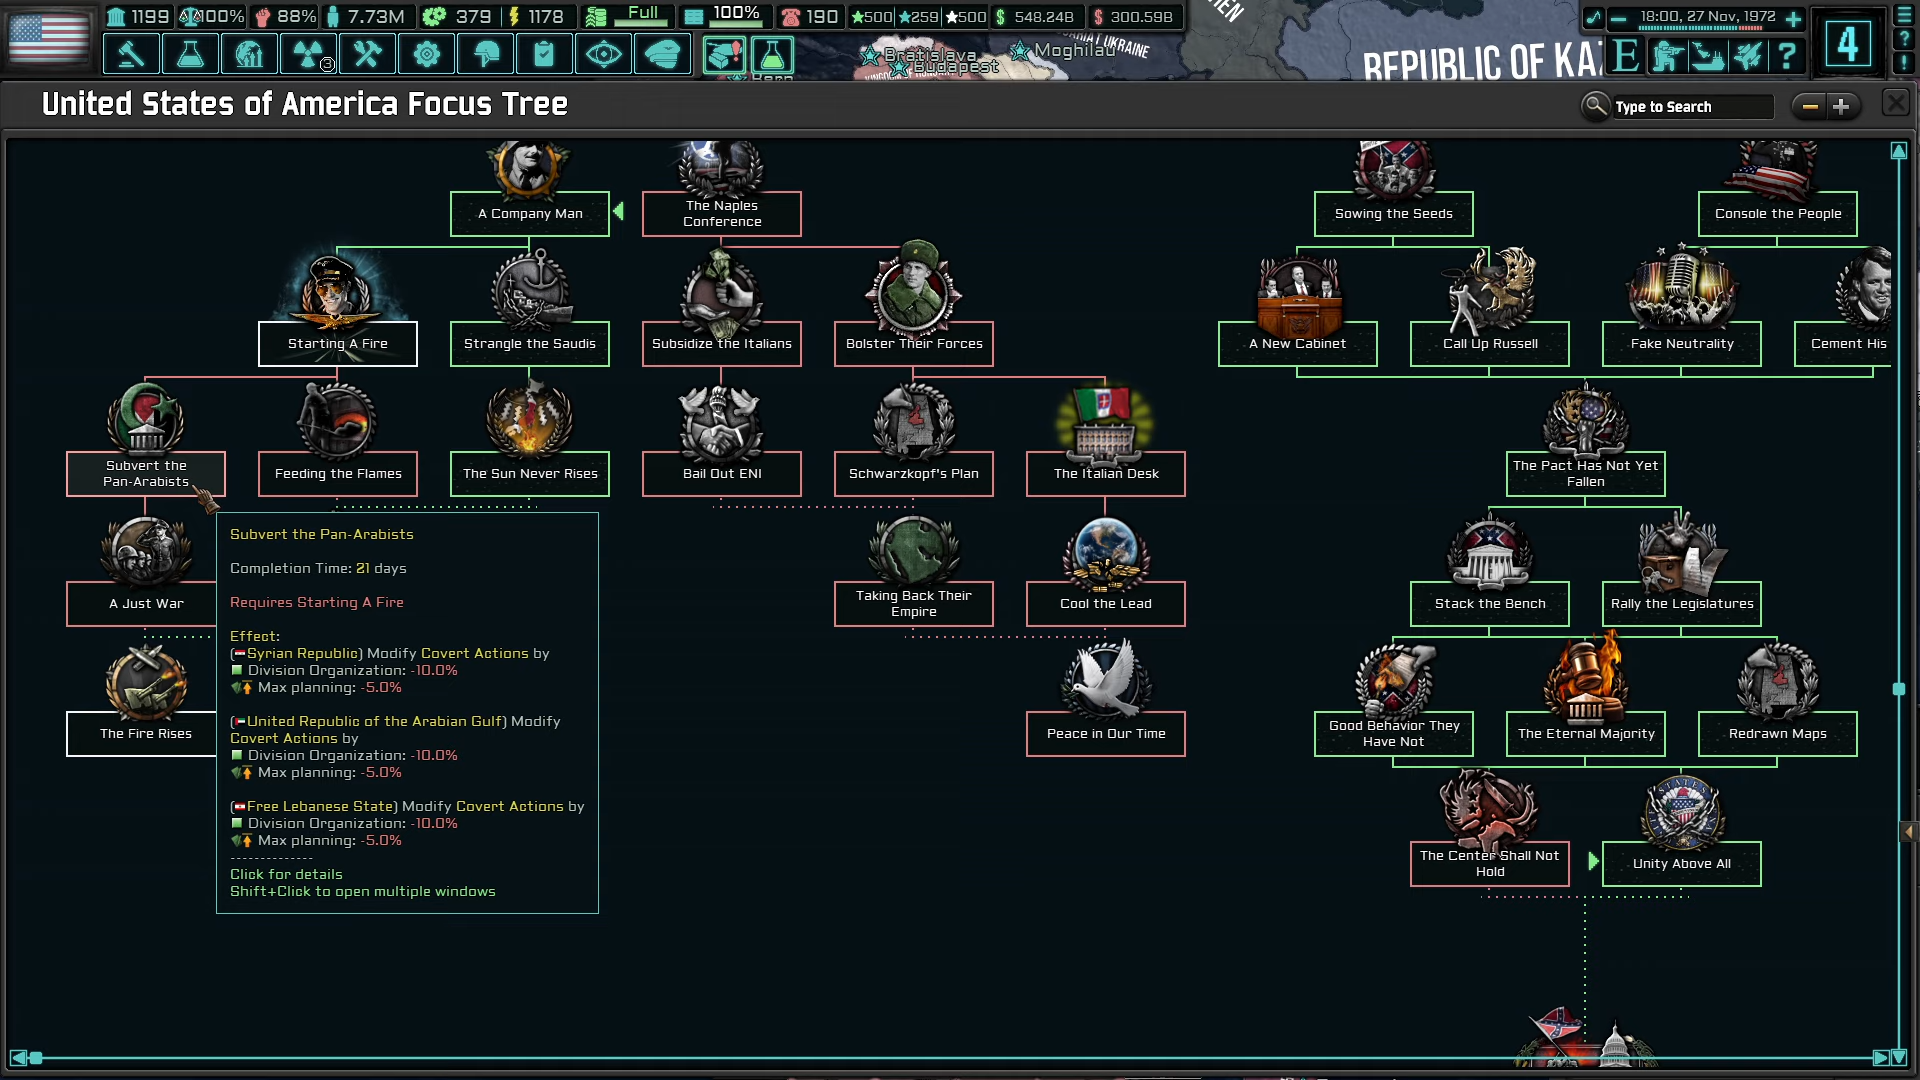 1199 100% 88% 7.73M 379 1178 Full 100% 190 500 259 500 $ 548.24B $ 300.59B
18:00, 27 Nov, 1972
4
E
?
?
!
3
Bratislava
Budapest
Moghilau
REPUBLIC OF KAZ
United States of America Focus Tree
Type to Search
A Company Man
The Naples
Conference
Sowing the Seeds
Console the People
Starting A Fire
Strangle the Saudis
Subsidize the Italians
Bolster Their Forces
A New Cabinet
Call Up Russell
Fake Neutrality
Cement His
Subvert the
Pan-Arabists
Feeding the Flames
The Sun Never Rises
Bail Out ENI
Schwarzkopf's Plan
The Italian Desk
The Pact Has Not Yet
Fallen
A Just War
Taking Back Their
Empire
Cool the Lead
Stack the Bench
Rally the Legislatures
The Fire Rises
Peace in Our Time
Good Behavior They
Have Not
The Eternal Majority
Redrawn Maps
The Center Shall Not
Hold
Unity Above All
Subvert the Pan-Arabists
Completion Time: 21 days
Requires Starting A Fire
Effect:
(Syrian Republic) Modify Covert Actions by
Division Organization: -10.0%
Max planning: -5.0%
(United Republic of the Arabian Gulf) Modify
Covert Actions by
Division Organization: -10.0%
Max planning: -5.0%
(Free Lebanese State) Modify Covert Actions by
Division Organization: -10.0%
Max planning: -5.0%
--------------
Click for details
Shift+Click to open multiple windows